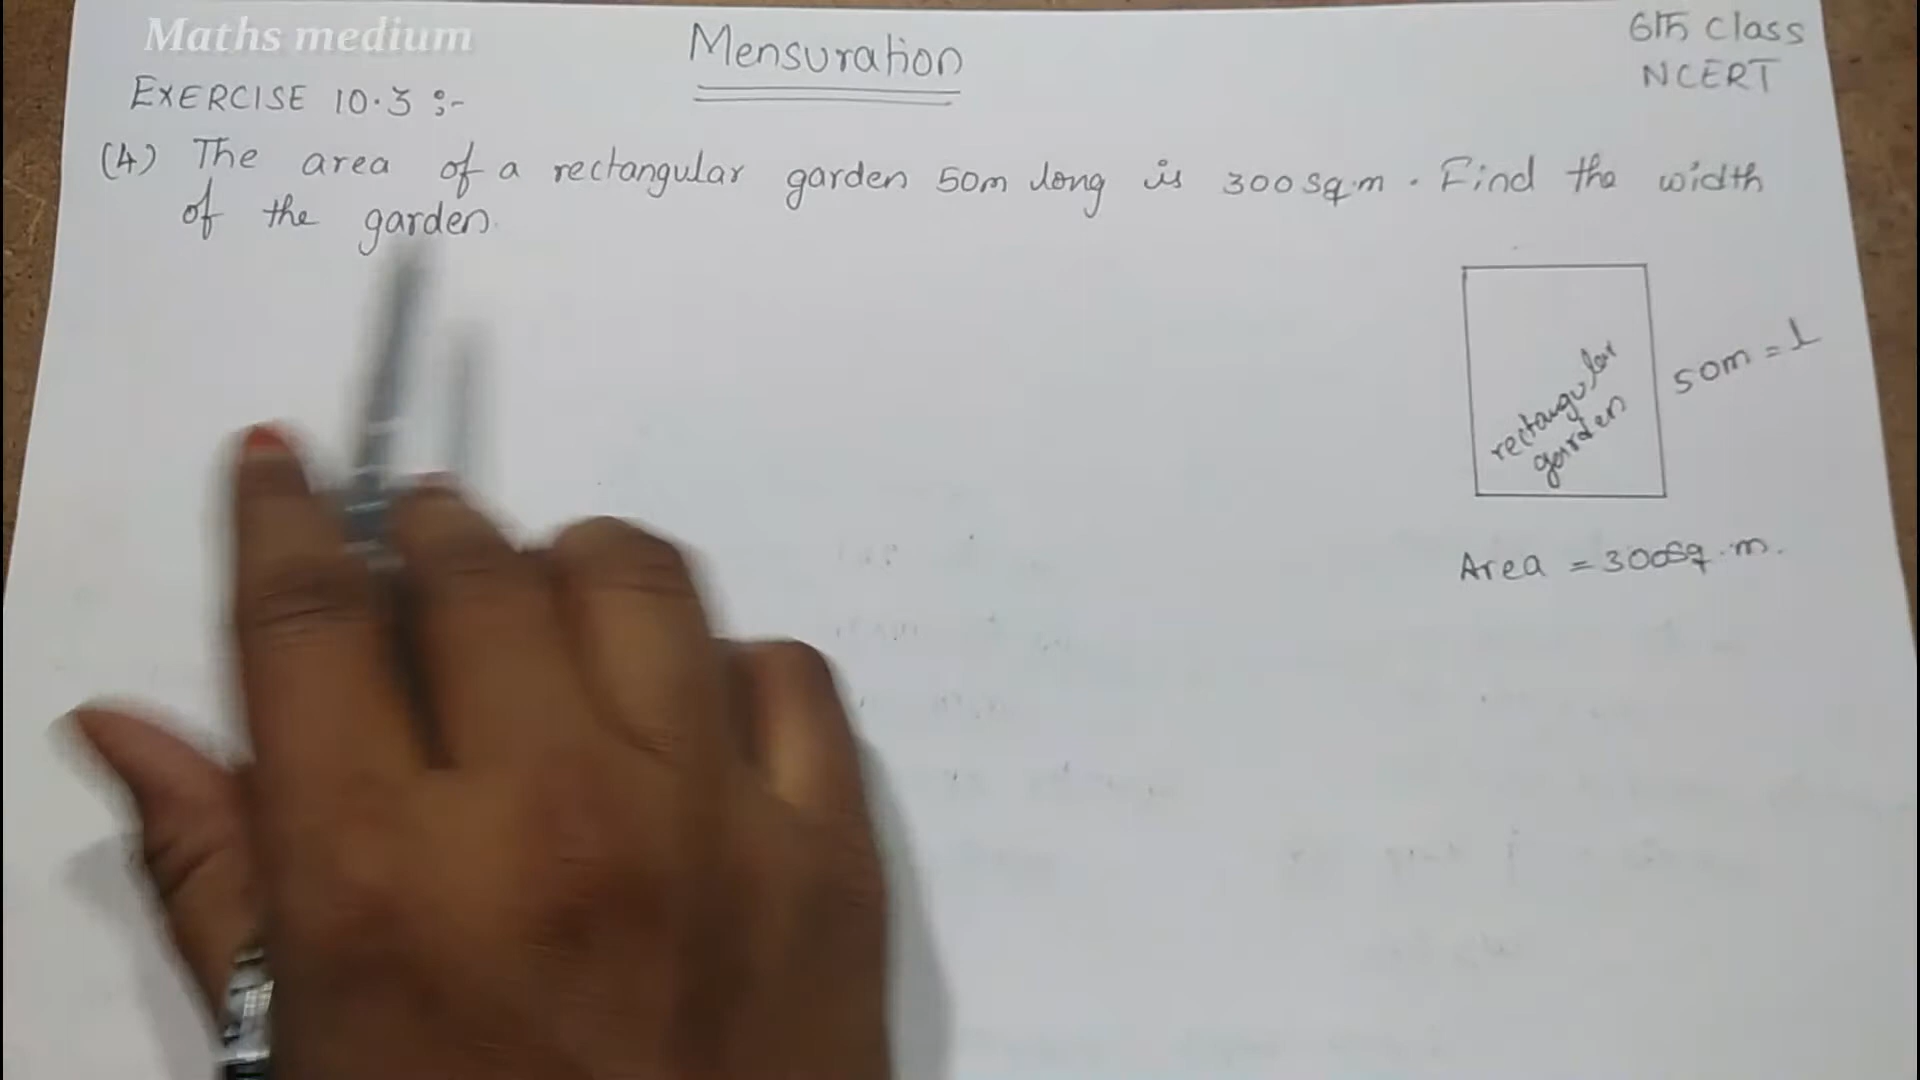 Maths medium
Mensuration
6th Class
NCERT
EXERCISE 10.3 :-
(4) The area of a rectangular garden 50m long is 300 sq.m. Find the width
of the garden.
rectangular
garden
50m = l
Area = 300 Sq.m.